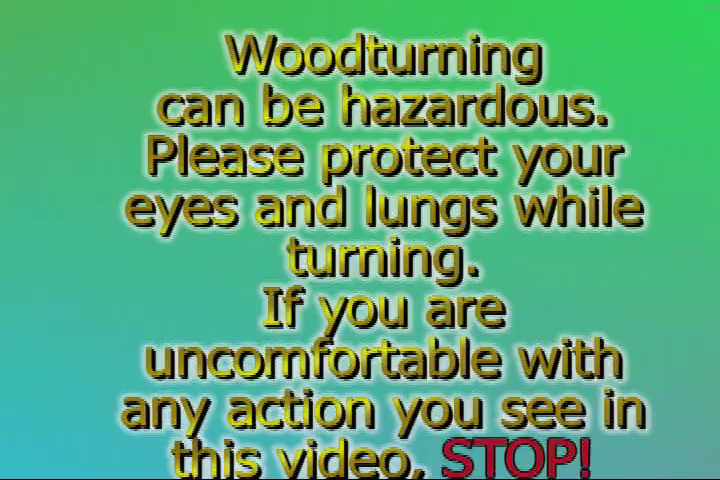 Woodturning
can be hazardous.
Please protect your
eyes and lungs while
turning.
If you are
uncomfortable with
any action you see in
this video, STOP!